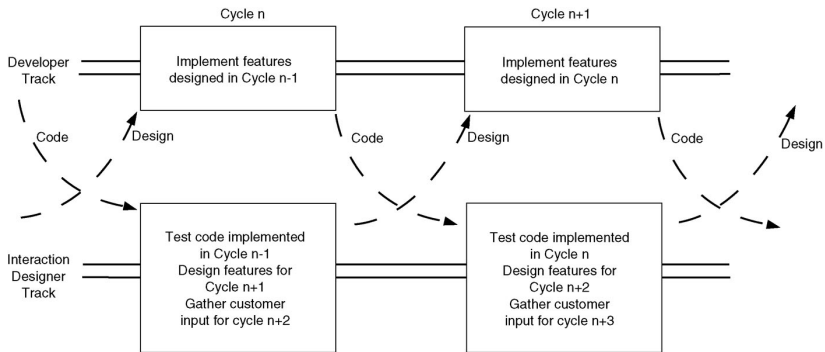 Cycle n
Cycle n+1
Developer
Track
Implement features
designed in Cycle n-1
Implement features
designed in Cycle n
Code
Design
Code
Design
Code
Design
Interaction
Designer
Track
Test code implemented
in Cycle n-1
Design features for
Cycle n+1
Gather customer
input for cycle n+2
Test code implemented
in Cycle n
Design features for
Cycle n+2
Gather customer
input for cycle n+3